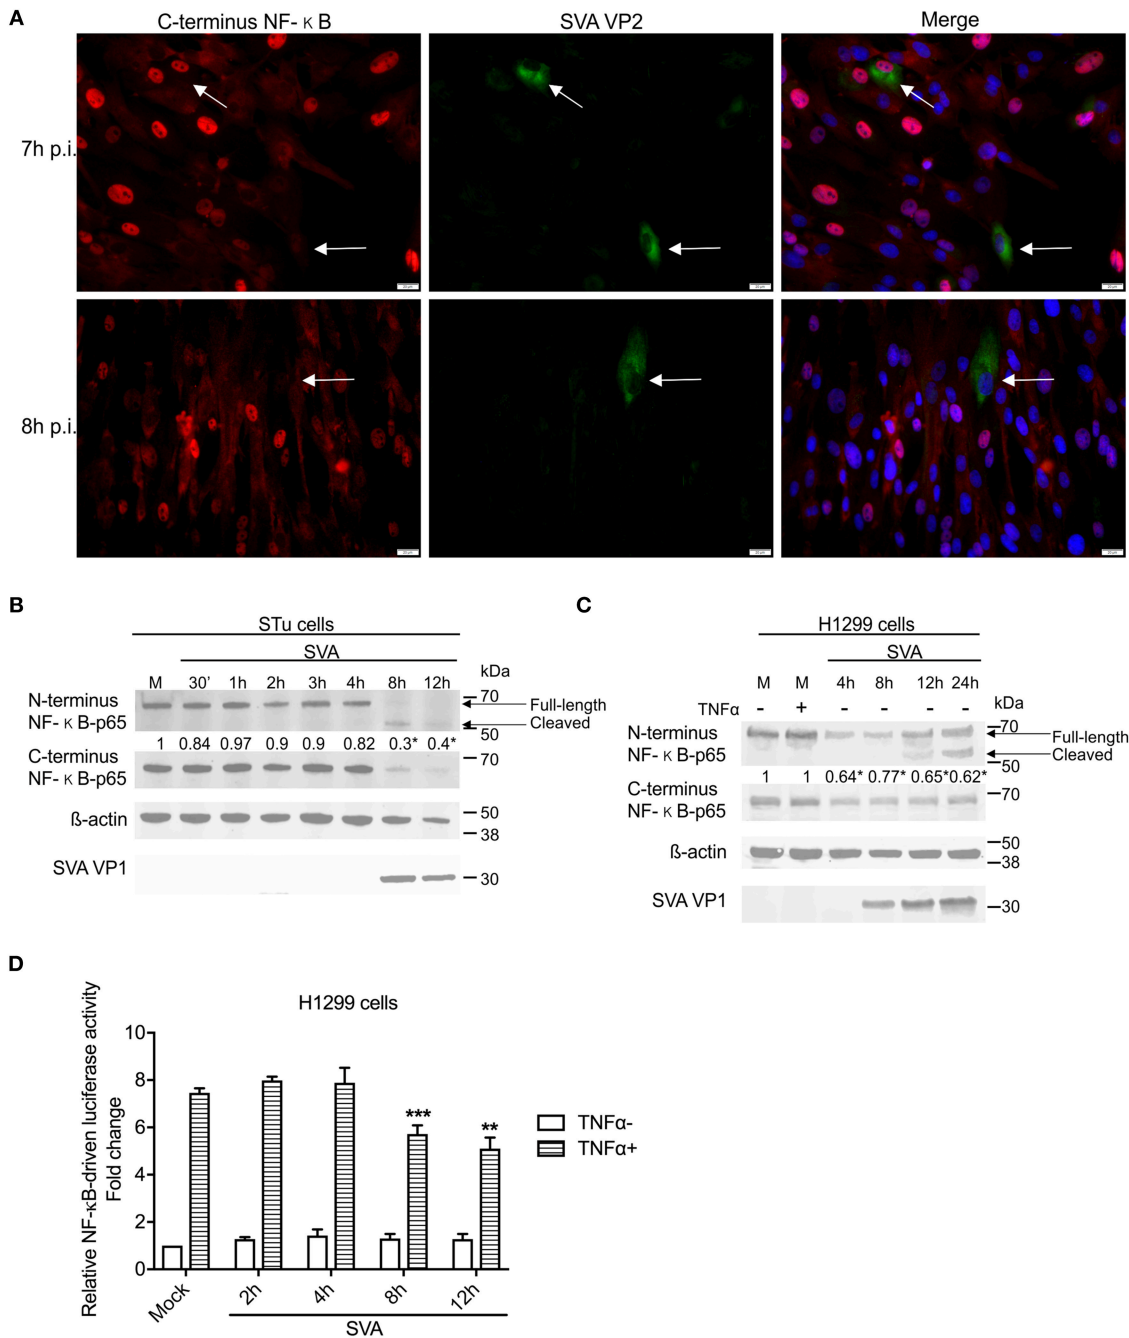 A
C-terminus NF-κB
SVA VP2
Merge
7h p.i.
8h p.i.
B
STu cells
SVA
M 30' 1h 2h 3h 4h 8h 12h kDa
N-terminus
NF-κB-p65
70
Full-length
Cleaved
50
1 0.84 0.97 0.9 0.9 0.82 0.3* 0.4*
C-terminus
NF-κB-p65
70
ß-actin
50
38
SVA VP1
30
C
H1299 cells
SVA
M M 4h 8h 12h 24h
TNFα - + - - - - kDa
N-terminus
NF-κB-p65
70
Full-length
Cleaved
50
1 1 0.64* 0.77* 0.65* 0.62*
C-terminus
NF-κB-p65
70
ß-actin
50
38
SVA VP1
30
D
H1299 cells
Relative NF-κB-driven luciferase activity
Fold change
10
8
6
4
2
0
***
**
TNFα-
TNFα+
Mock 2h 4h 8h 12h
SVA